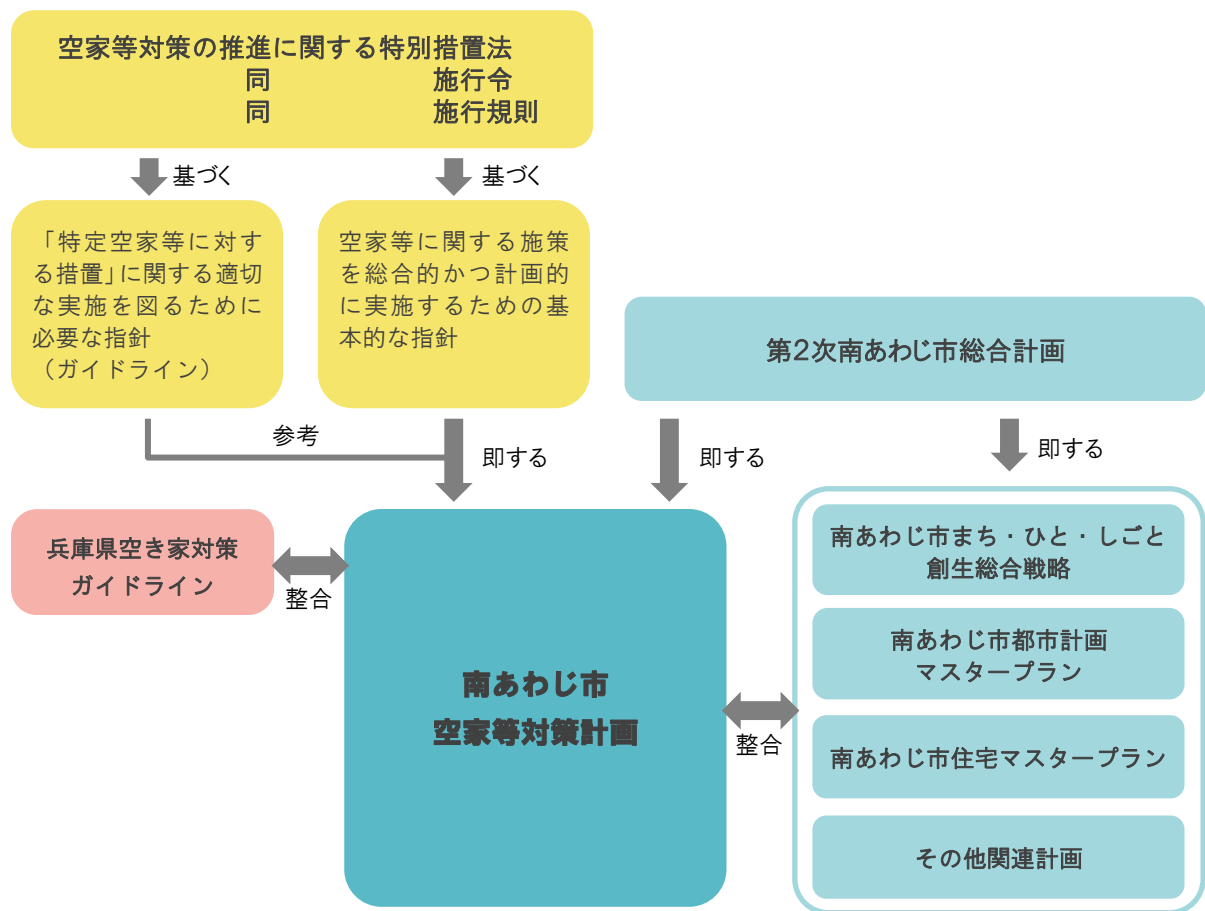 空家等対策の推進に関する特別措置法
同 施行令
同 施行規則
基づく
基づく
「特定空家等に対す
る措置」に関する適切
な実施を図るために
必要な指針
（ガイドライン）
空家等に関する施策
を総合的かつ計画的
に実施するための基
本的な指針
第2次南あわじ市総合計画
参考
即する
即する
即する
兵庫県空き家対策
ガイドライン
整合
南あわじ市
空家等対策計画
整合
南あわじ市まち・ひと・しごと
創生総合戦略
南あわじ市都市計画
マスタープラン
南あわじ市住宅マスタープラン
その他関連計画